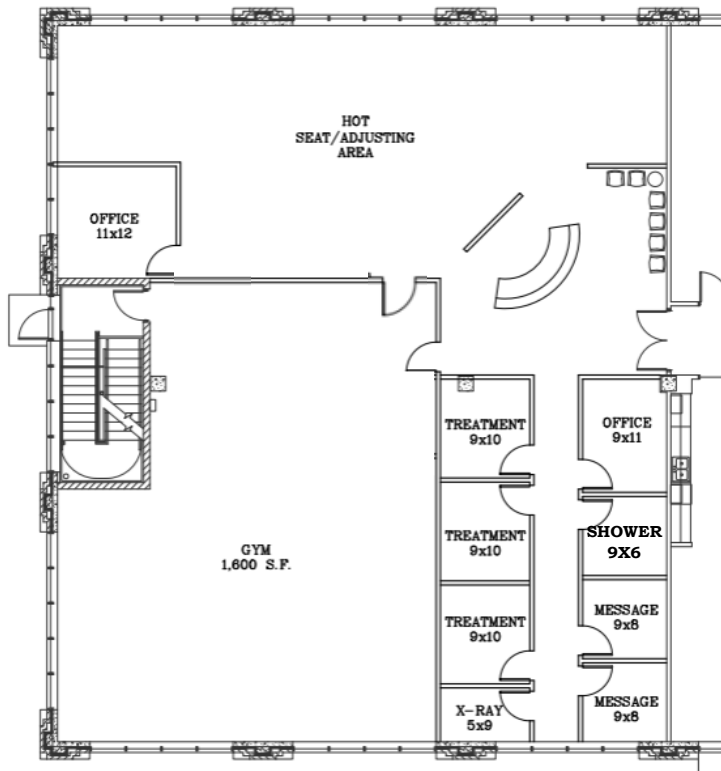 HOT
SEAT/ADJUSTING
AREA
OFFICE
11x12
TREATMENT
9x10
OFFICE
9x11
TREATMENT
9x10
SHOWER
9X6
GYM
1,600 S.F.
TREATMENT
9x10
MESSAGE
9x8
X-RAY
5x9
MESSAGE
9x8